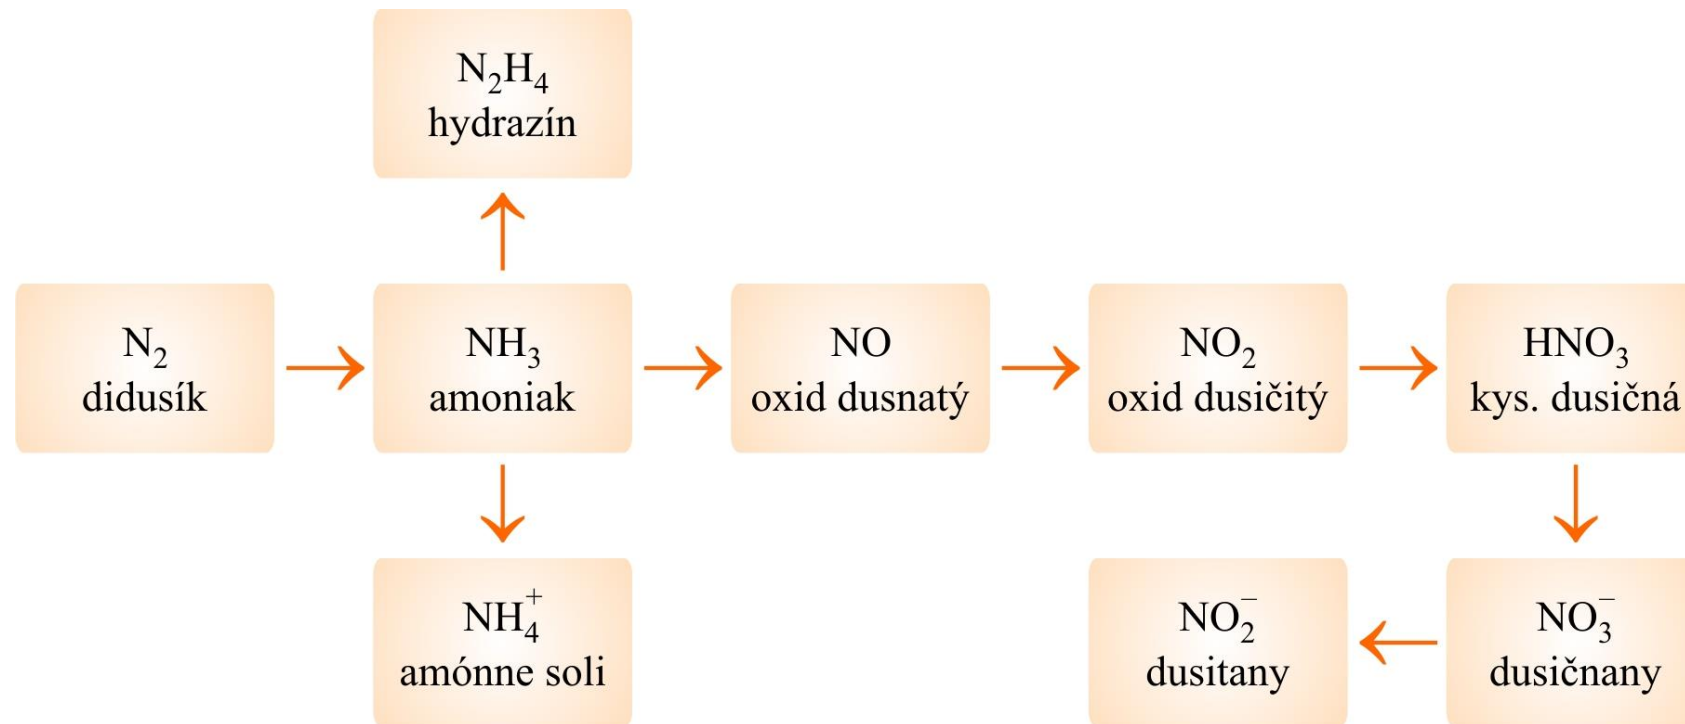 N₂H₄
hydrazín
N₂
didusík
NH₃
amoniak
NO
oxid dusnatý
NO₂
oxid dusičitý
HNO₃
kys. dusičná
NH₄⁺
amónne soli
NO₂⁻
dusitany
NO₃⁻
dusičnany